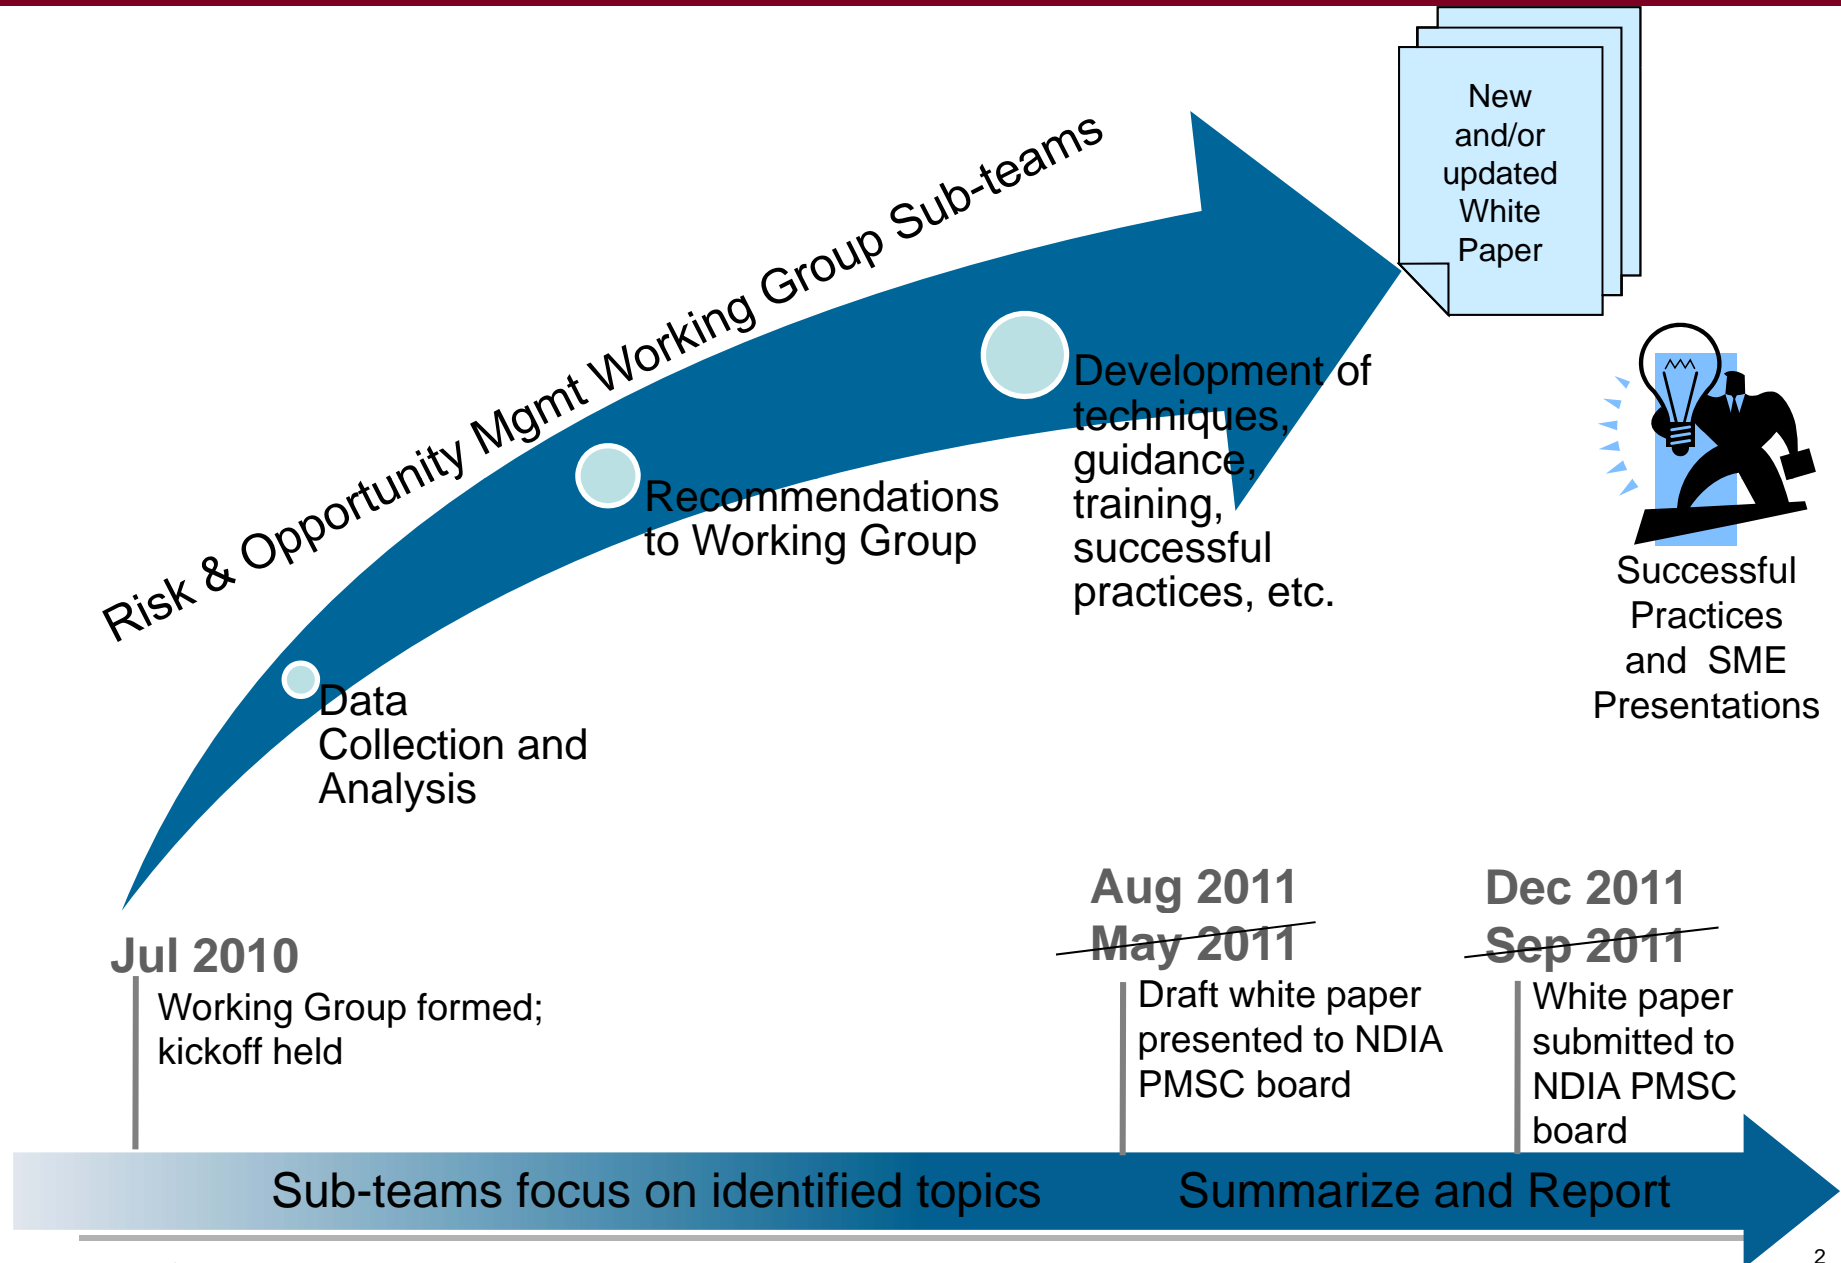 New
and/or
updated
White
Paper
Risk & Opportunity Mgmt Working Group Sub-teams
Development of
techniques,
guidance,
training,
successful
practices, etc.
Recommendations
to Working Group
Data
Collection and
Analysis
Successful
Practices
and SME
Presentations
Jul 2010
Working Group formed;
kickoff held
Aug 2011
May 2011
Draft white paper
presented to NDIA
PMSC board
Dec 2011
Sep 2011
White paper
submitted to
NDIA PMSC
board
Sub-teams focus on identified topics
Summarize and Report
2